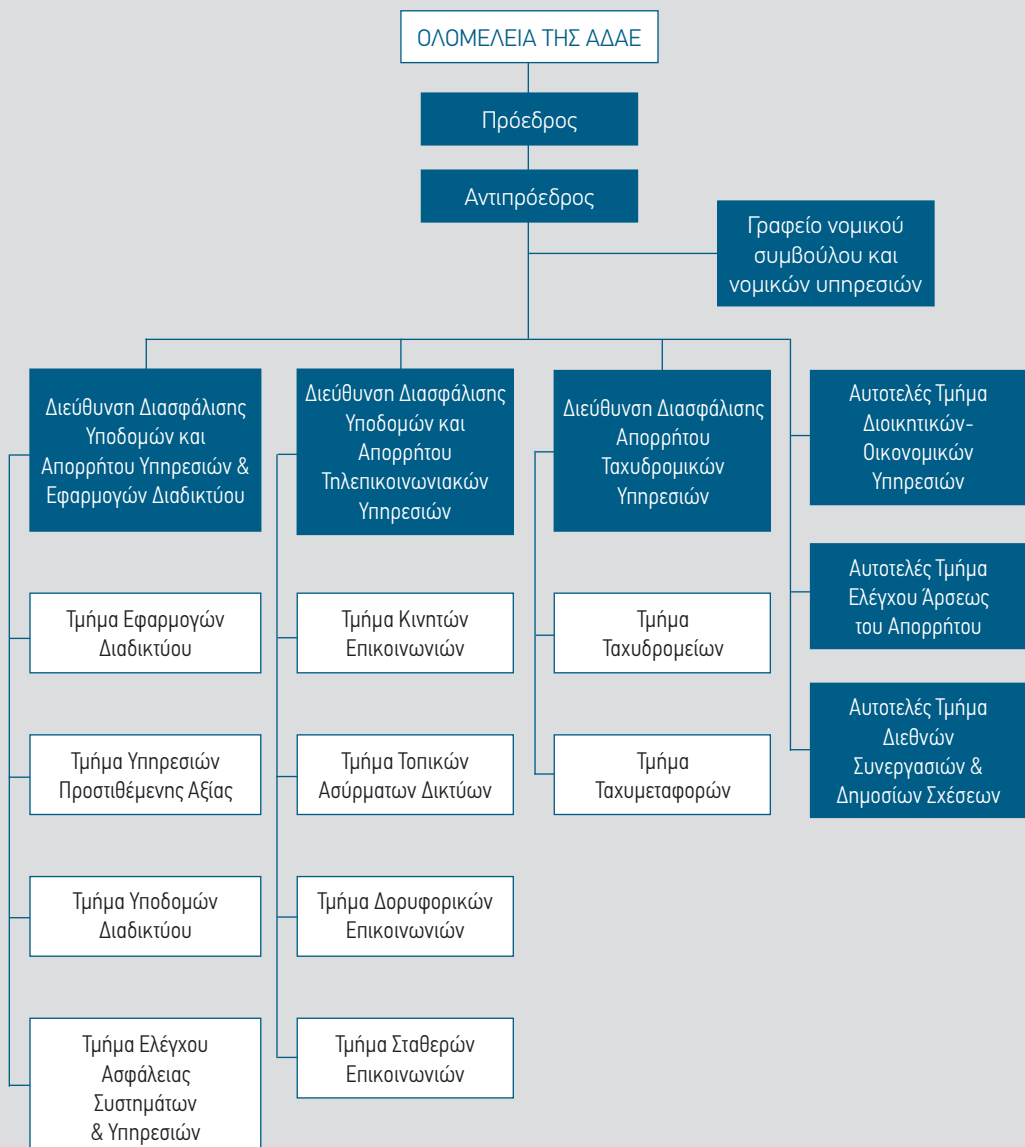 ΟΛΟΜΕΛΕΙΑ ΤΗΣ ΑΔΑΕ
Πρόεδρος
Αντιπρόεδρος
Γραφείο νομικού
συμβούλου και
νομικών υπηρεσιών
Διεύθυνση Διασφάλισης
Υποδομών και
Απορρήτου Υπηρεσιών &
Εφαρμογών Διαδικτύου
Τμήμα Εφαρμογών
Διαδικτύου
Τμήμα Υπηρεσιών
Προστιθέμενης Αξίας
Τμήμα Υποδομών
Διαδικτύου
Τμήμα Ελέγχου
Ασφάλειας
Συστημάτων
& Υπηρεσιών
Διεύθυνση Διασφάλισης
Υποδομών και
Απορρήτου
Τηλεπικοινωνιακών
Υπηρεσιών
Τμήμα Κινητών
Επικοινωνιών
Τμήμα Τοπικών
Ασύρματων Δικτύων
Τμήμα Δορυφορικών
Επικοινωνιών
Τμήμα Σταθερών
Επικοινωνιών
Διεύθυνση Διασφάλισης
Απορρήτου
Ταχυδρομικών
Υπηρεσιών
Τμήμα
Ταχυδρομείων
Τμήμα
Ταχυμεταφορών
Αυτοτελές Τμήμα
Διοικητικών-
Οικονομικών
Υπηρεσιών
Αυτοτελές Τμήμα
Ελέγχου Άρσεως
του Απορρήτου
Αυτοτελές Τμήμα
Διεθνών
Συνεργασιών &
Δημοσίων Σχέσεων